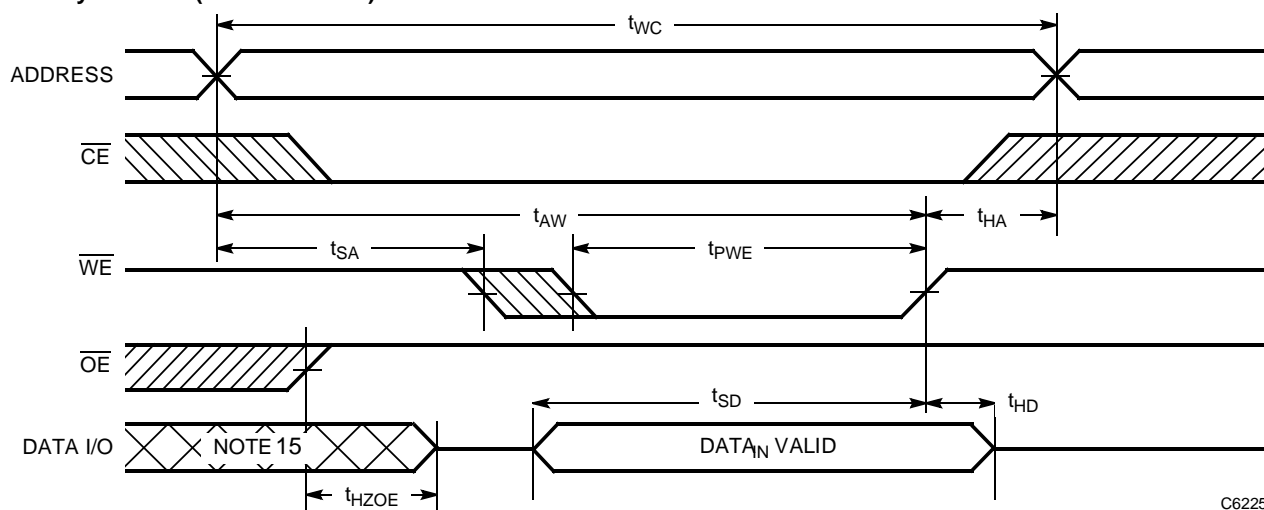 tWC
ADDRESS
CE
tAW
tHA
tSA
tPWE
WE
OE
tSD
tHD
DATA I/O
NOTE 15
DATAIN VALID
tHZOE
C6225